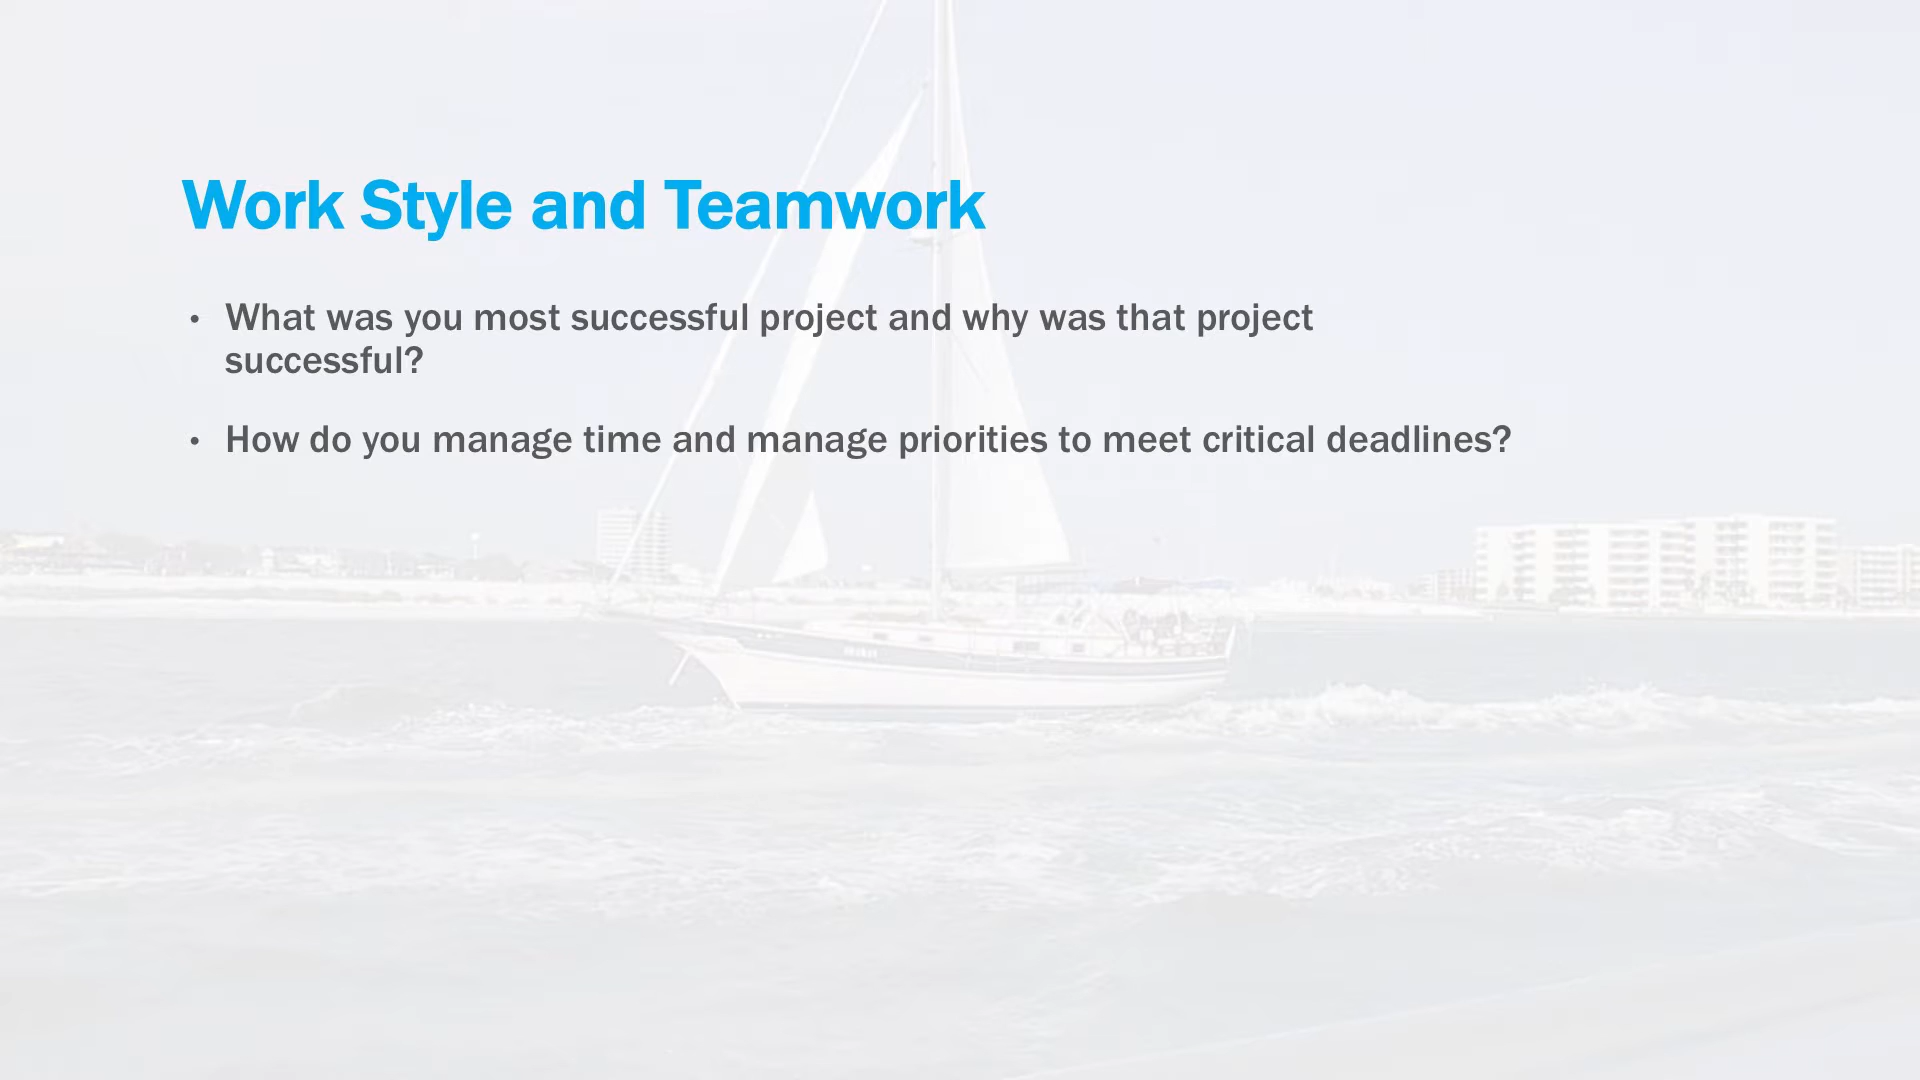 Work Style and Teamwork
• What was you most successful project and why was that project
successful?
• How do you manage time and manage priorities to meet critical deadlines?